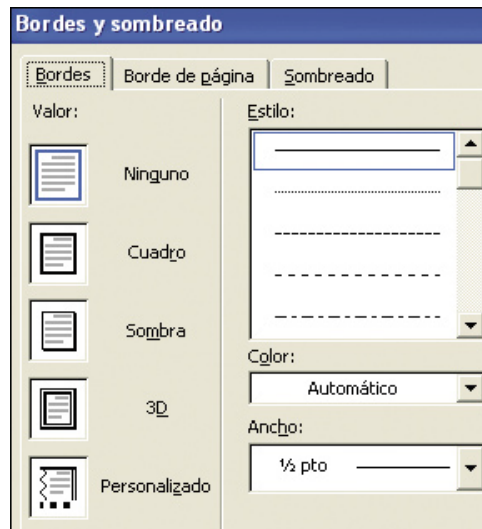 Bordes y sombreado
Bordes
Borde de página
Sombreado
Valor:
Ninguno
Cuadro
Sombra
3D
Personalizado
Estilo:
Color:
Automático
Ancho:
½ pto